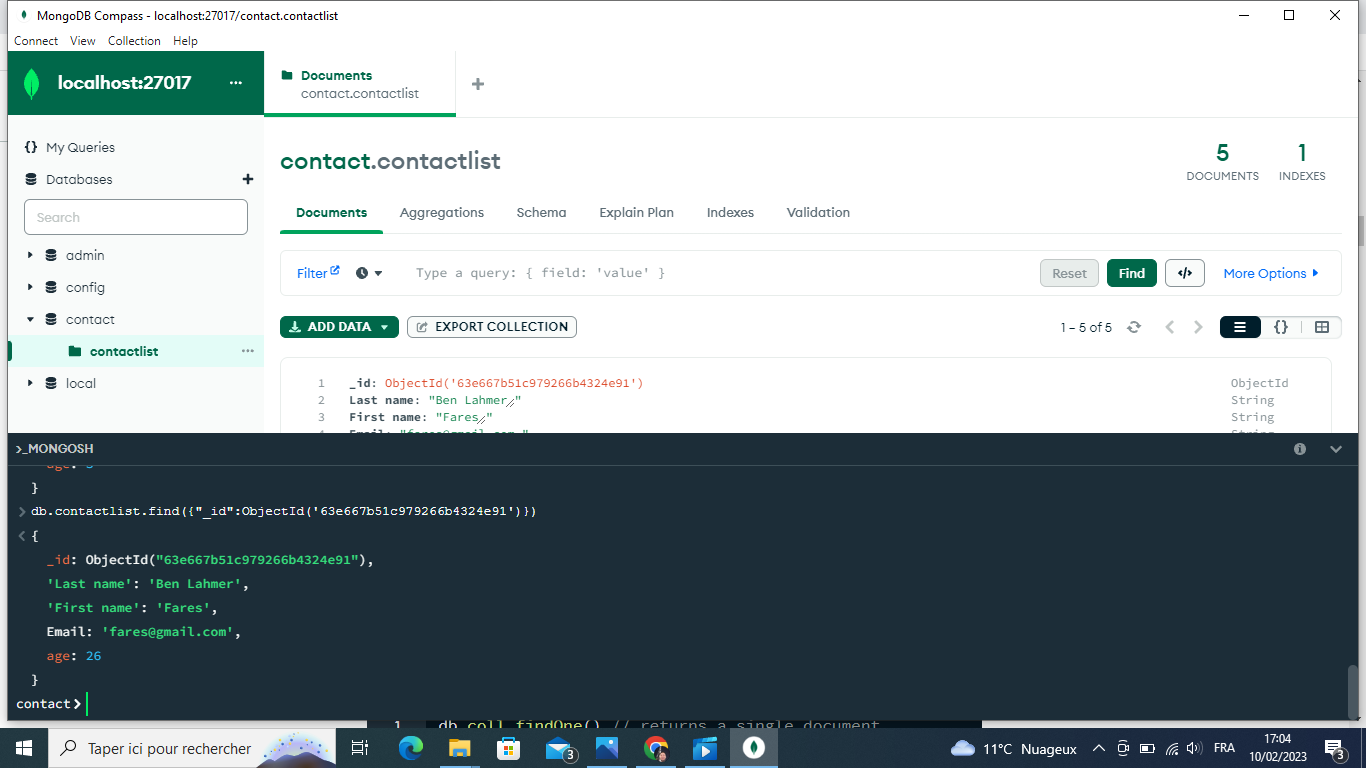 MongoDB Compass - localhost:27017/contact.contactlist
Connect View Collection Help
localhost:27017 ...
Documents
contact.contactlist
+
My Queries
Databases +
Search
admin
config
contact
contactlist ...
local
contact.contactlist
5
DOCUMENTS
1
INDEXES
Documents Aggregations Schema Explain Plan Indexes Validation
Filter Type a query: { field: 'value' } Reset Find </> More Options
ADD DATA EXPORT COLLECTION 1 – 5 of 5 {}
1 _id: ObjectId('63e667b51c979266b4324e91') ObjectId
2 Last name: "Ben Lahmer" String
3 First name: "Fares" String
4 Email: "fares@gmail.com" String
>_MONGOSH
age:
}
> db.contactlist.find({"_id":ObjectId('63e667b51c979266b4324e91')})
< {
_id: ObjectId("63e667b51c979266b4324e91"),
'Last name': 'Ben Lahmer',
'First name': 'Fares',
Email: 'fares@gmail.com',
age: 26
}
contact>
1 db.coll.findOne() // returns a single document
Taper ici pour rechercher 3 11°C Nuageux FRA 17:04
10/02/2023 3